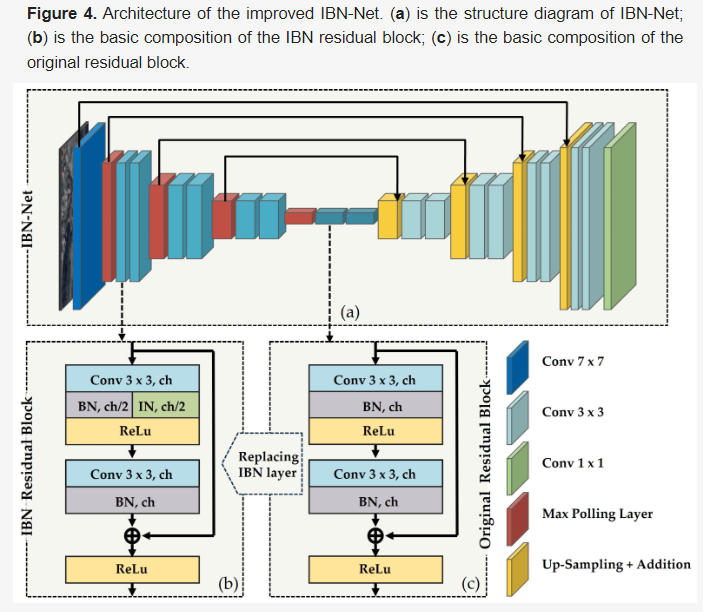 Figure 4. Architecture of the improved IBN-Net. (a) is the structure diagram of IBN-Net;
(b) is the basic composition of the IBN residual block; (c) is the basic composition of the
original residual block.
IBN-Net
(a)
IBN Residual Block
Conv 3 x 3, ch
BN, ch/2 IN, ch/2
ReLu
Conv 3 x 3, ch
BN, ch
ReLu
(b)
Replacing
IBN layer
Conv 3 x 3, ch
BN, ch
ReLu
Conv 3 x 3, ch
BN, ch
ReLu
(c)
Original Residual Block
Conv 7 x 7
Conv 3 x 3
Conv 1 x 1
Max Polling Layer
Up-Sampling + Addition